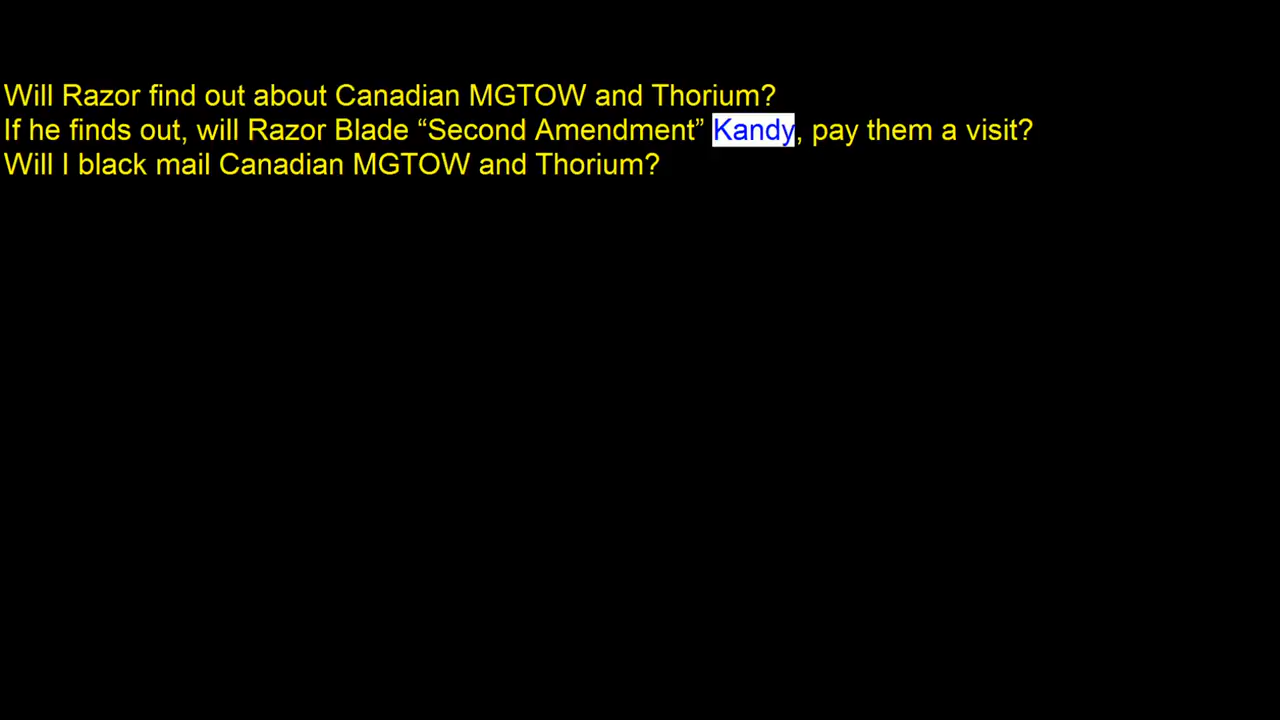 Will Razor find out about Canadian MGTOW and Thorium?
If he finds out, will Razor Blade “Second Amendment” Kandy, pay them a visit?
Will I black mail Canadian MGTOW and Thorium?